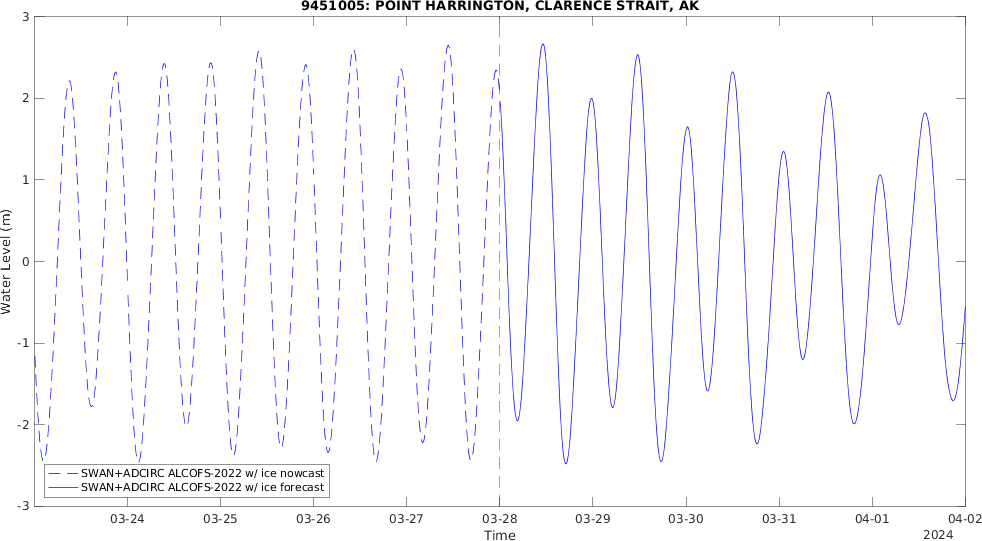 9451005: POINT HARRINGTON, CLARENCE STRAIT, AK
3
2
1
0
-1
-2
-3
Water Level (m)
SWAN+ADCIRC ALCOFS-2022 w/ ice nowcast
SWAN+ADCIRC ALCOFS-2022 w/ ice forecast
03-24 03-25 03-26 03-27 03-28 03-29 03-30 03-31 04-01 04-02
Time
2024